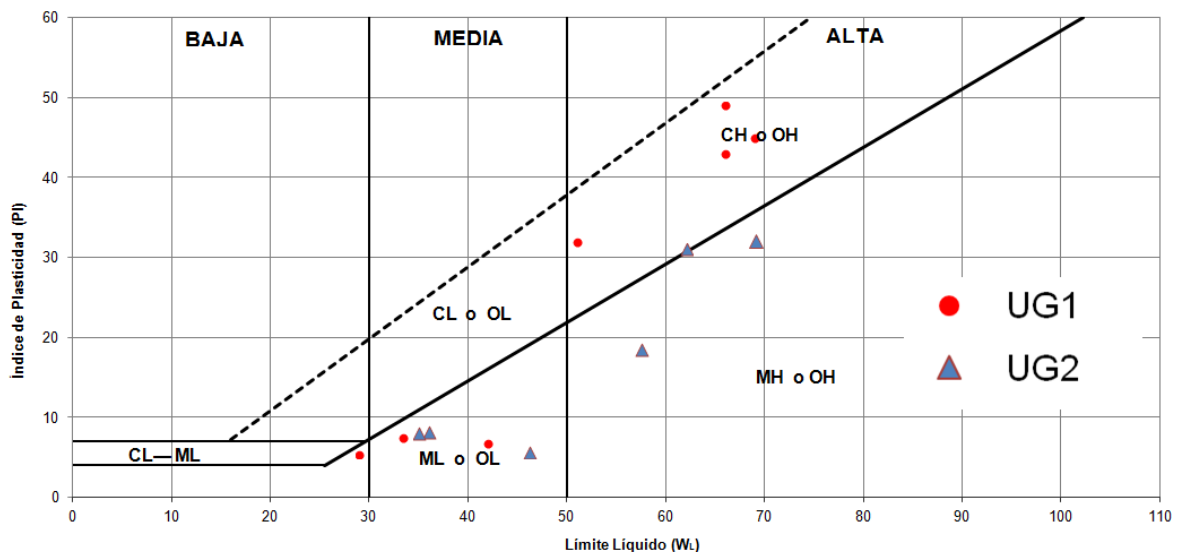 60
50
40
30
20
10
0
Índice de Plasticidad (PI)
BAJA MEDIA ALTA
CH o OH
CL o OL
UG1
UG2
MH o OH
CL—ML
ML o OL
0 10 20 30 40 50 60 70 80 90 100 110
Límite Líquido (WL)